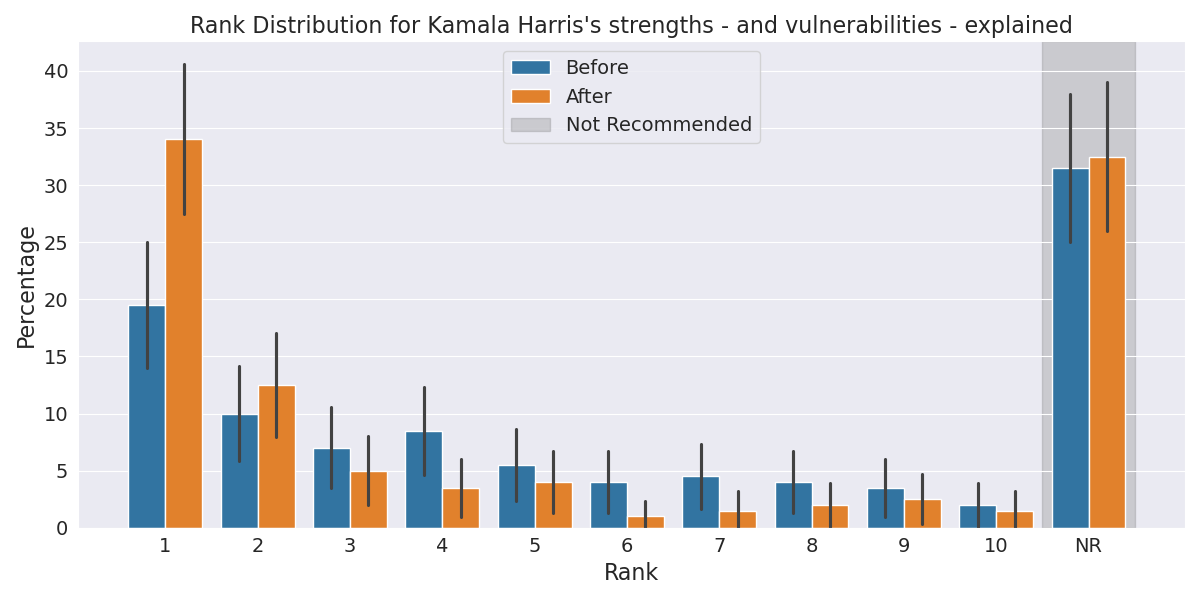 Rank Distribution for Kamala Harris's strengths - and vulnerabilities - explained
Before
After
Not Recommended
Percentage
40
35
30
25
20
15
10
5
0
1 2 3 4 5 6 7 8 9 10 NR
Rank